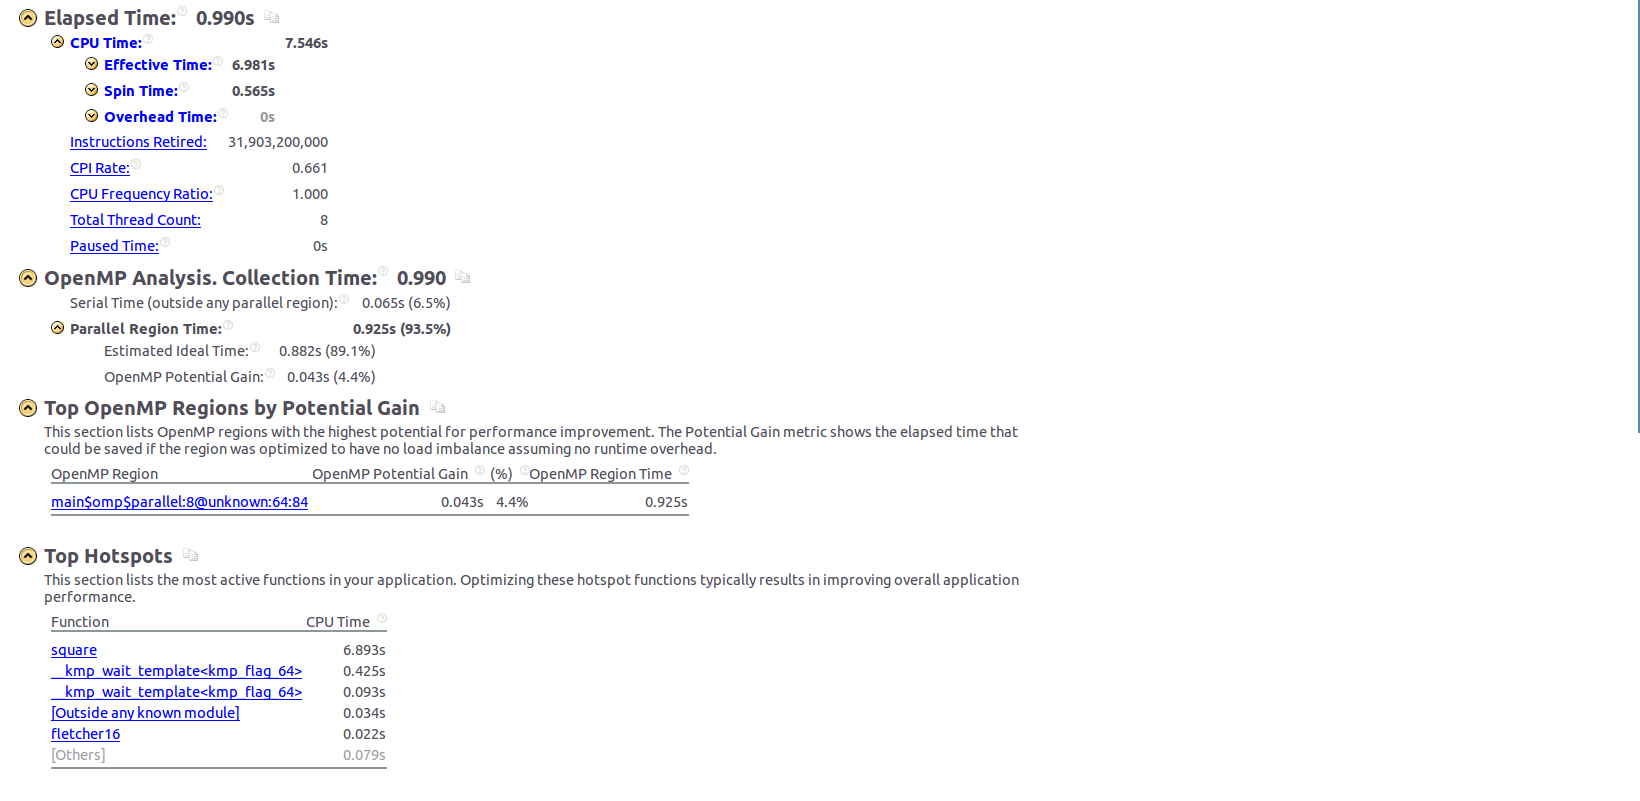 Elapsed Time: 0.990s
CPU Time: 7.546s
Effective Time: 6.981s
Spin Time: 0.565s
Overhead Time: 0s
Instructions Retired: 31,903,200,000
CPI Rate: 0.661
CPU Frequency Ratio: 1.000
Total Thread Count: 8
Paused Time: 0s
OpenMP Analysis. Collection Time: 0.990
Serial Time (outside any parallel region): 0.065s (6.5%)
Parallel Region Time: 0.925s (93.5%)
Estimated Ideal Time: 0.882s (89.1%)
OpenMP Potential Gain: 0.043s (4.4%)
Top OpenMP Regions by Potential Gain
This section lists OpenMP regions with the highest potential for performance improvement. The Potential Gain metric shows the elapsed time that
could be saved if the region was optimized to have no load imbalance assuming no runtime overhead.
OpenMP Region OpenMP Potential Gain (%) OpenMP Region Time
main$omp$parallel:8@unknown:64:84 0.043s 4.4% 0.925s
Top Hotspots
This section lists the most active functions in your application. Optimizing these hotspot functions typically results in improving overall application
performance.
Function CPU Time
square 6.893s
__kmp_wait_template<kmp_flag_64> 0.425s
__kmp_wait_template<kmp_flag_64> 0.093s
[Outside any known module] 0.034s
fletcher16 0.022s
[Others] 0.079s